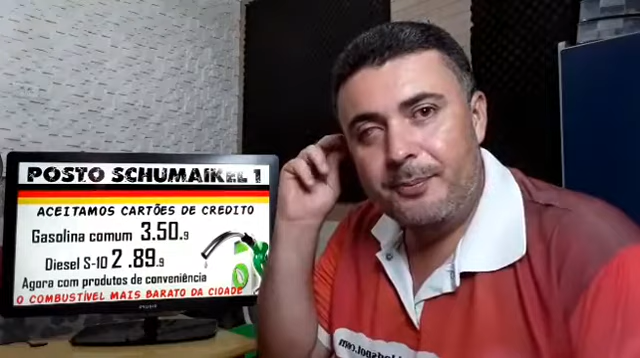 POSTO SCHUMAIKEL 1
ACEITAMOS CARTÕES DE CREDITO
Gasolina comum 3.50.9
Diesel S-10 2.89.9
Agora com produtos de conveniência
O COMBUSTÍVEL MAIS BARATO DA CIDADE